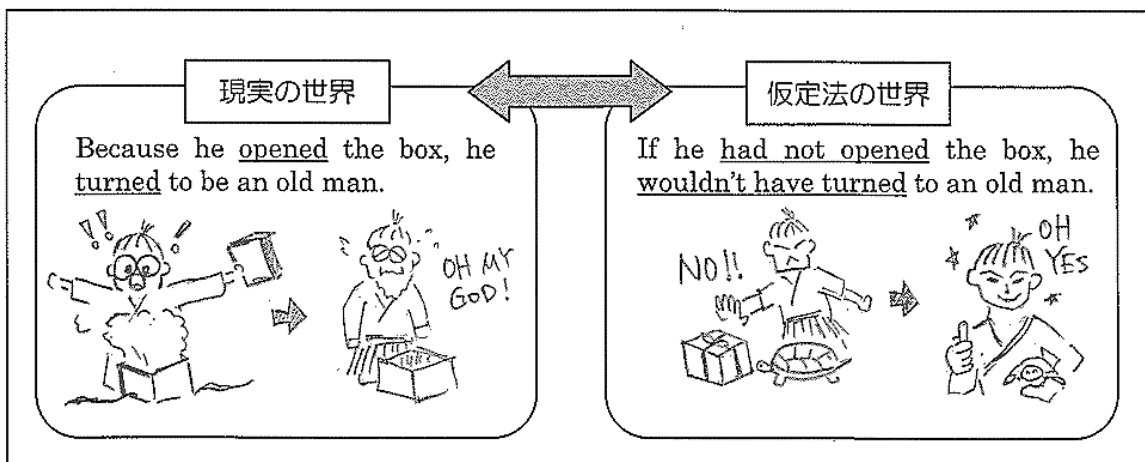 現実の世界
Because he opened the box, he
turned to be an old man.
!!
!
OH MY
GOD!
仮定法の世界
If he had not opened the box, he
wouldn't have turned to an old man.
NO!!
OH
YES